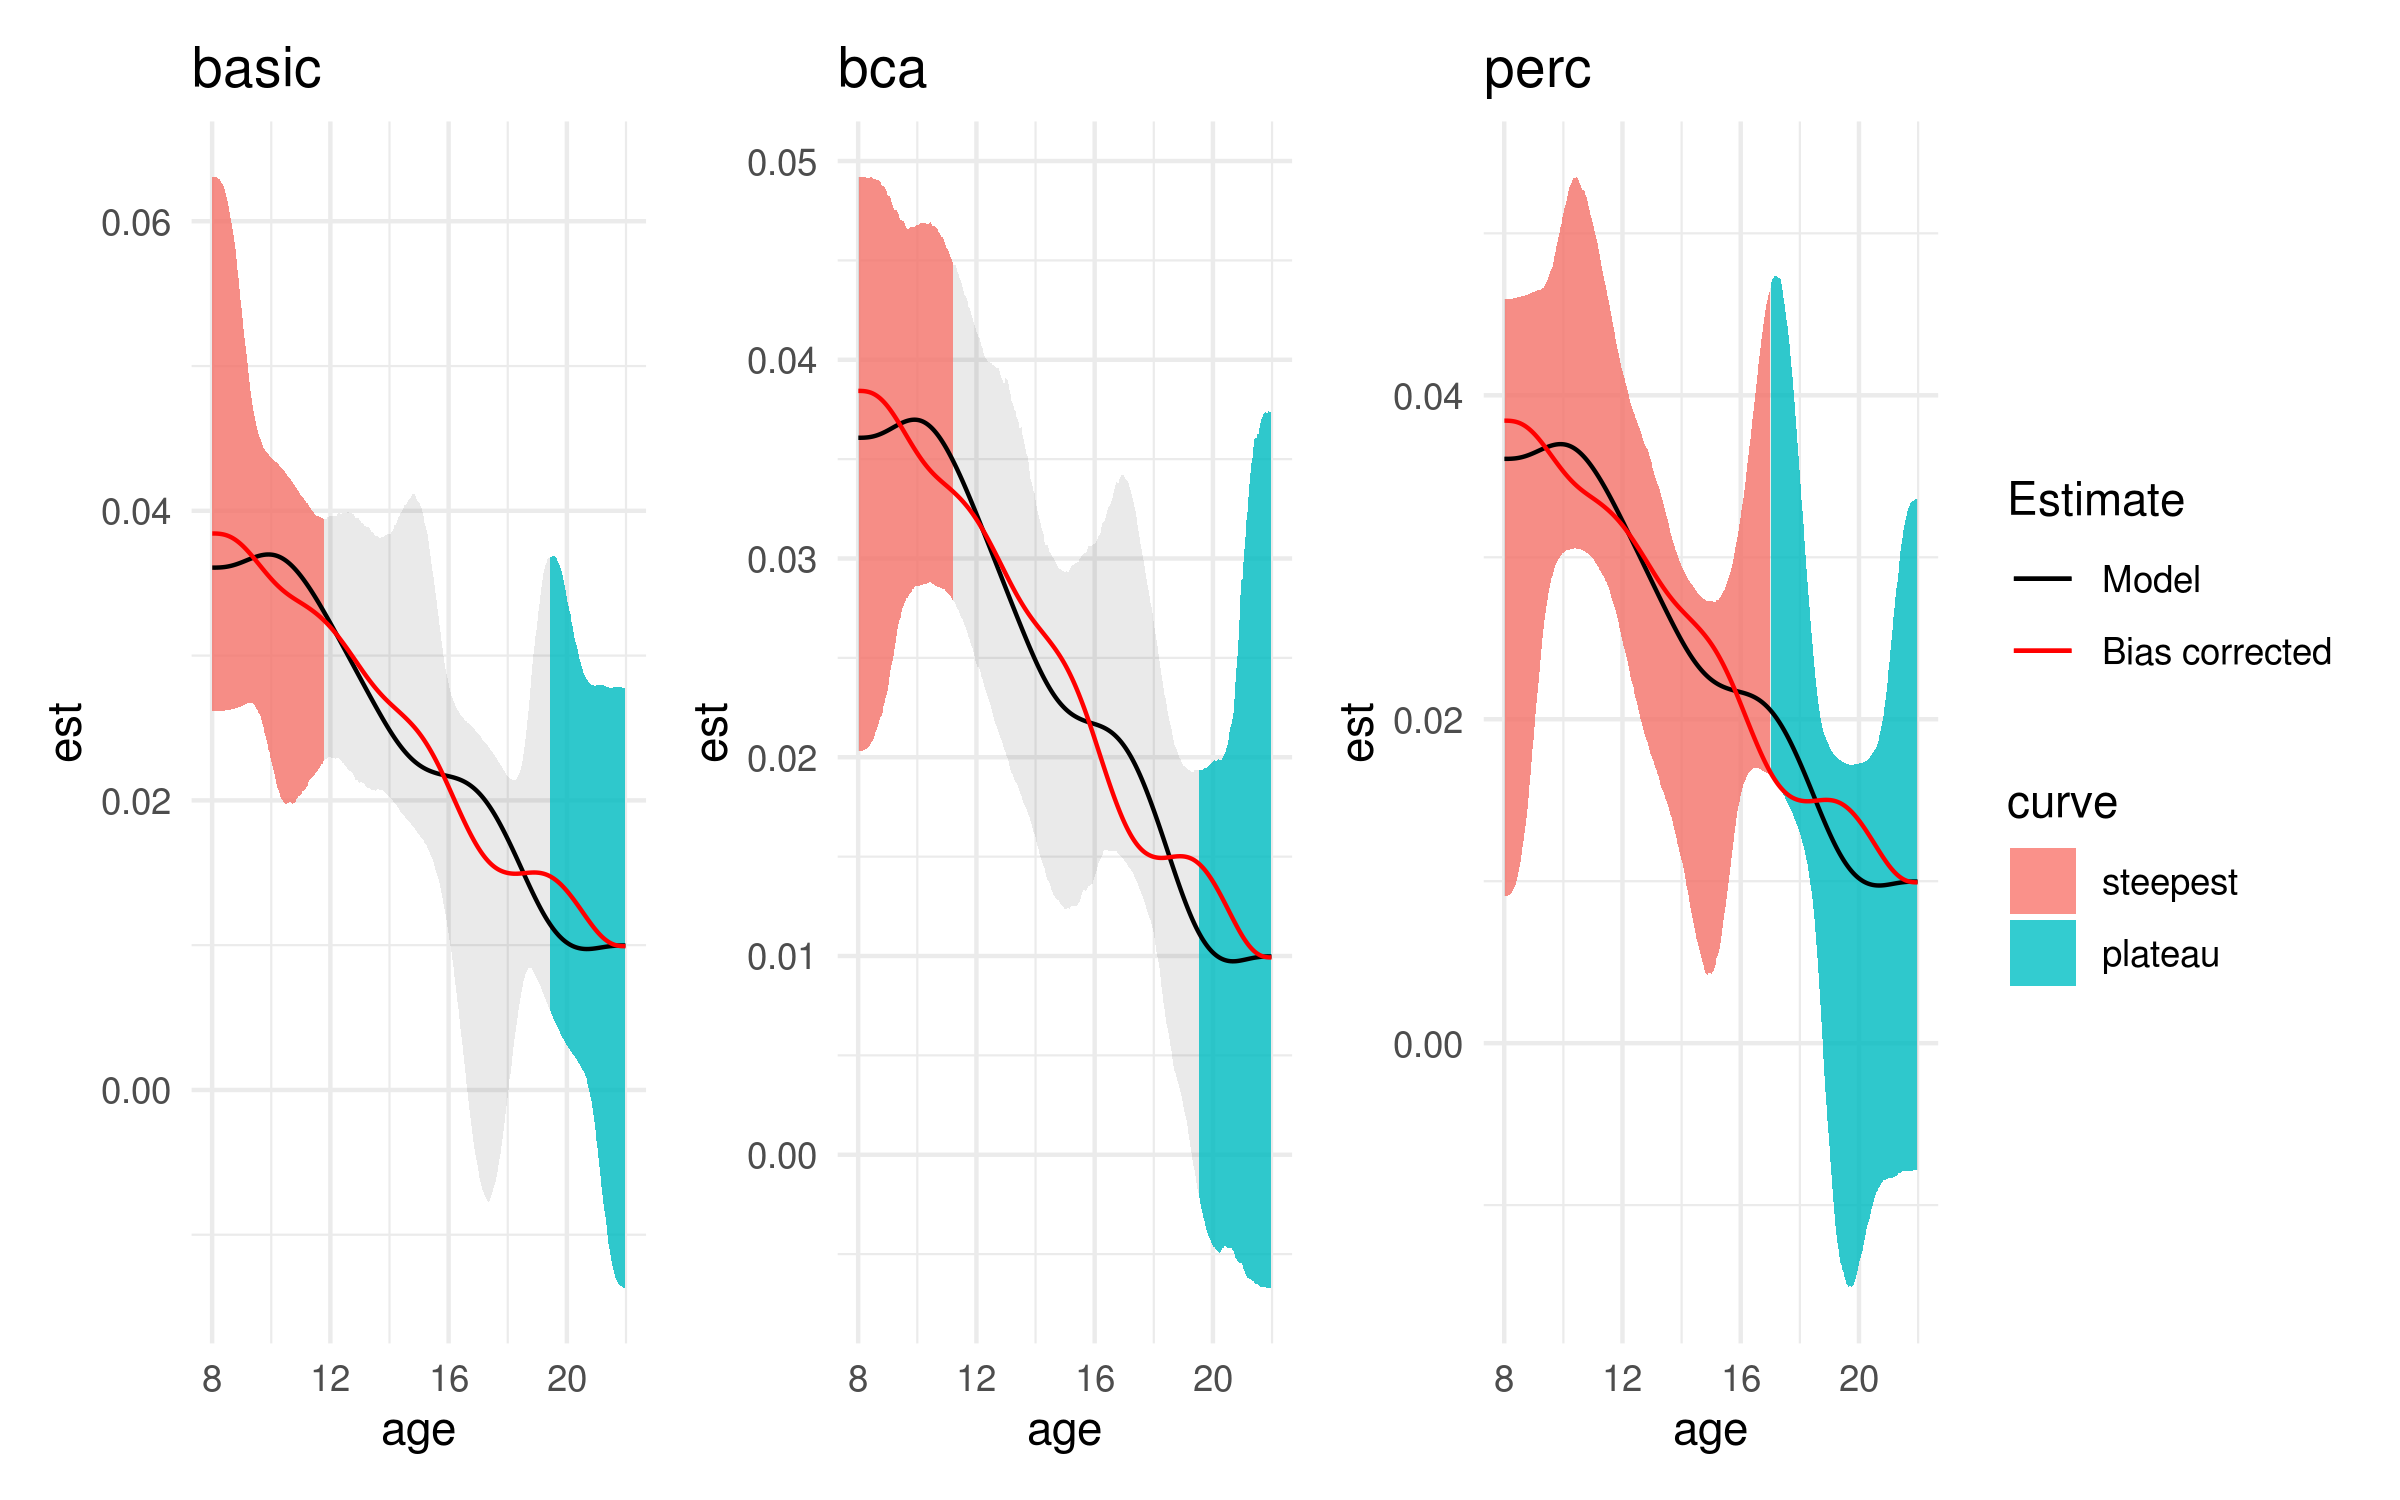 basic
0.06
0.04
0.02
0.00
est
8 12 16 20
age
bca
0.05
0.04
0.03
0.02
0.01
0.00
est
8 12 16 20
age
perc
0.04
0.02
0.00
est
8 12 16 20
age
Estimate
Model
Bias corrected
curve
steepest
plateau